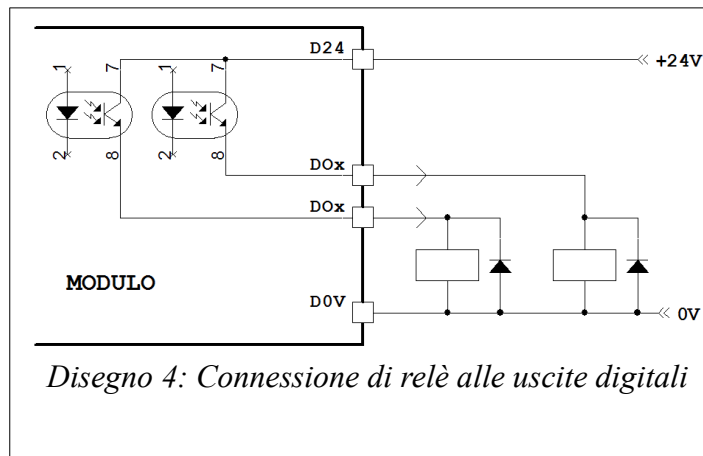 D24
+24V
1
7
1
7
2
8
2
8
DOx
DOx
MODULO
D0V
0V
Disegno 4: Connessione di relè alle uscite digitali